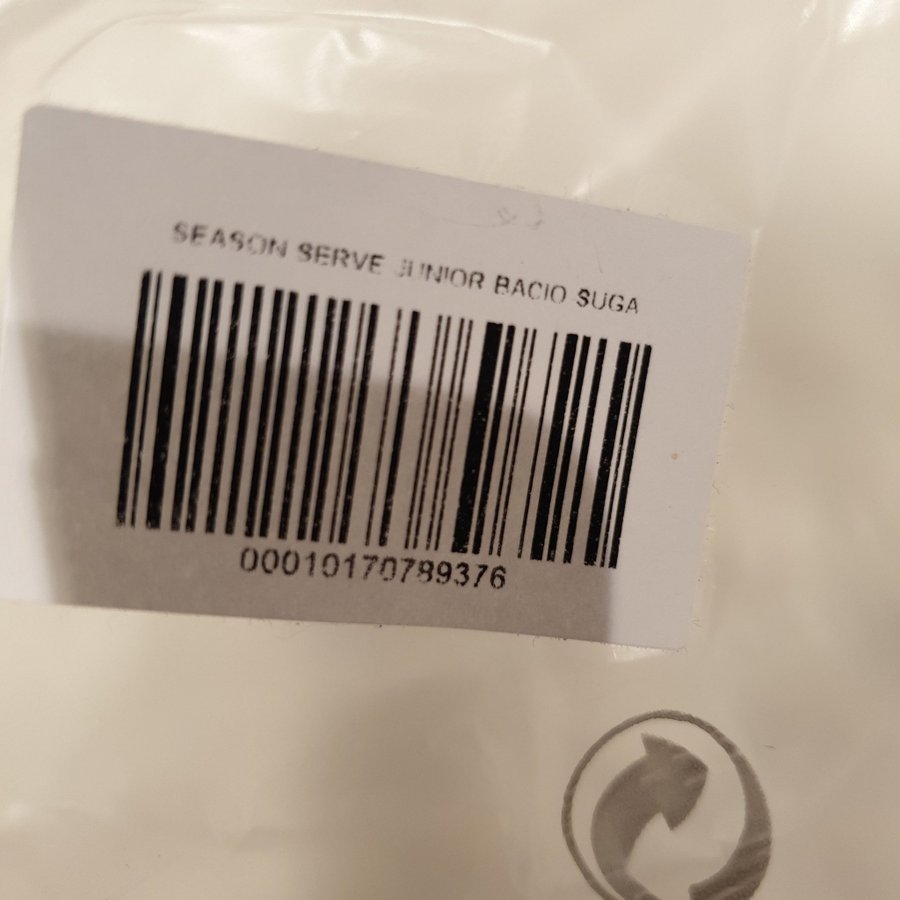 SEASON SERVE JUNIOR BACIO SUGA
00010170789376